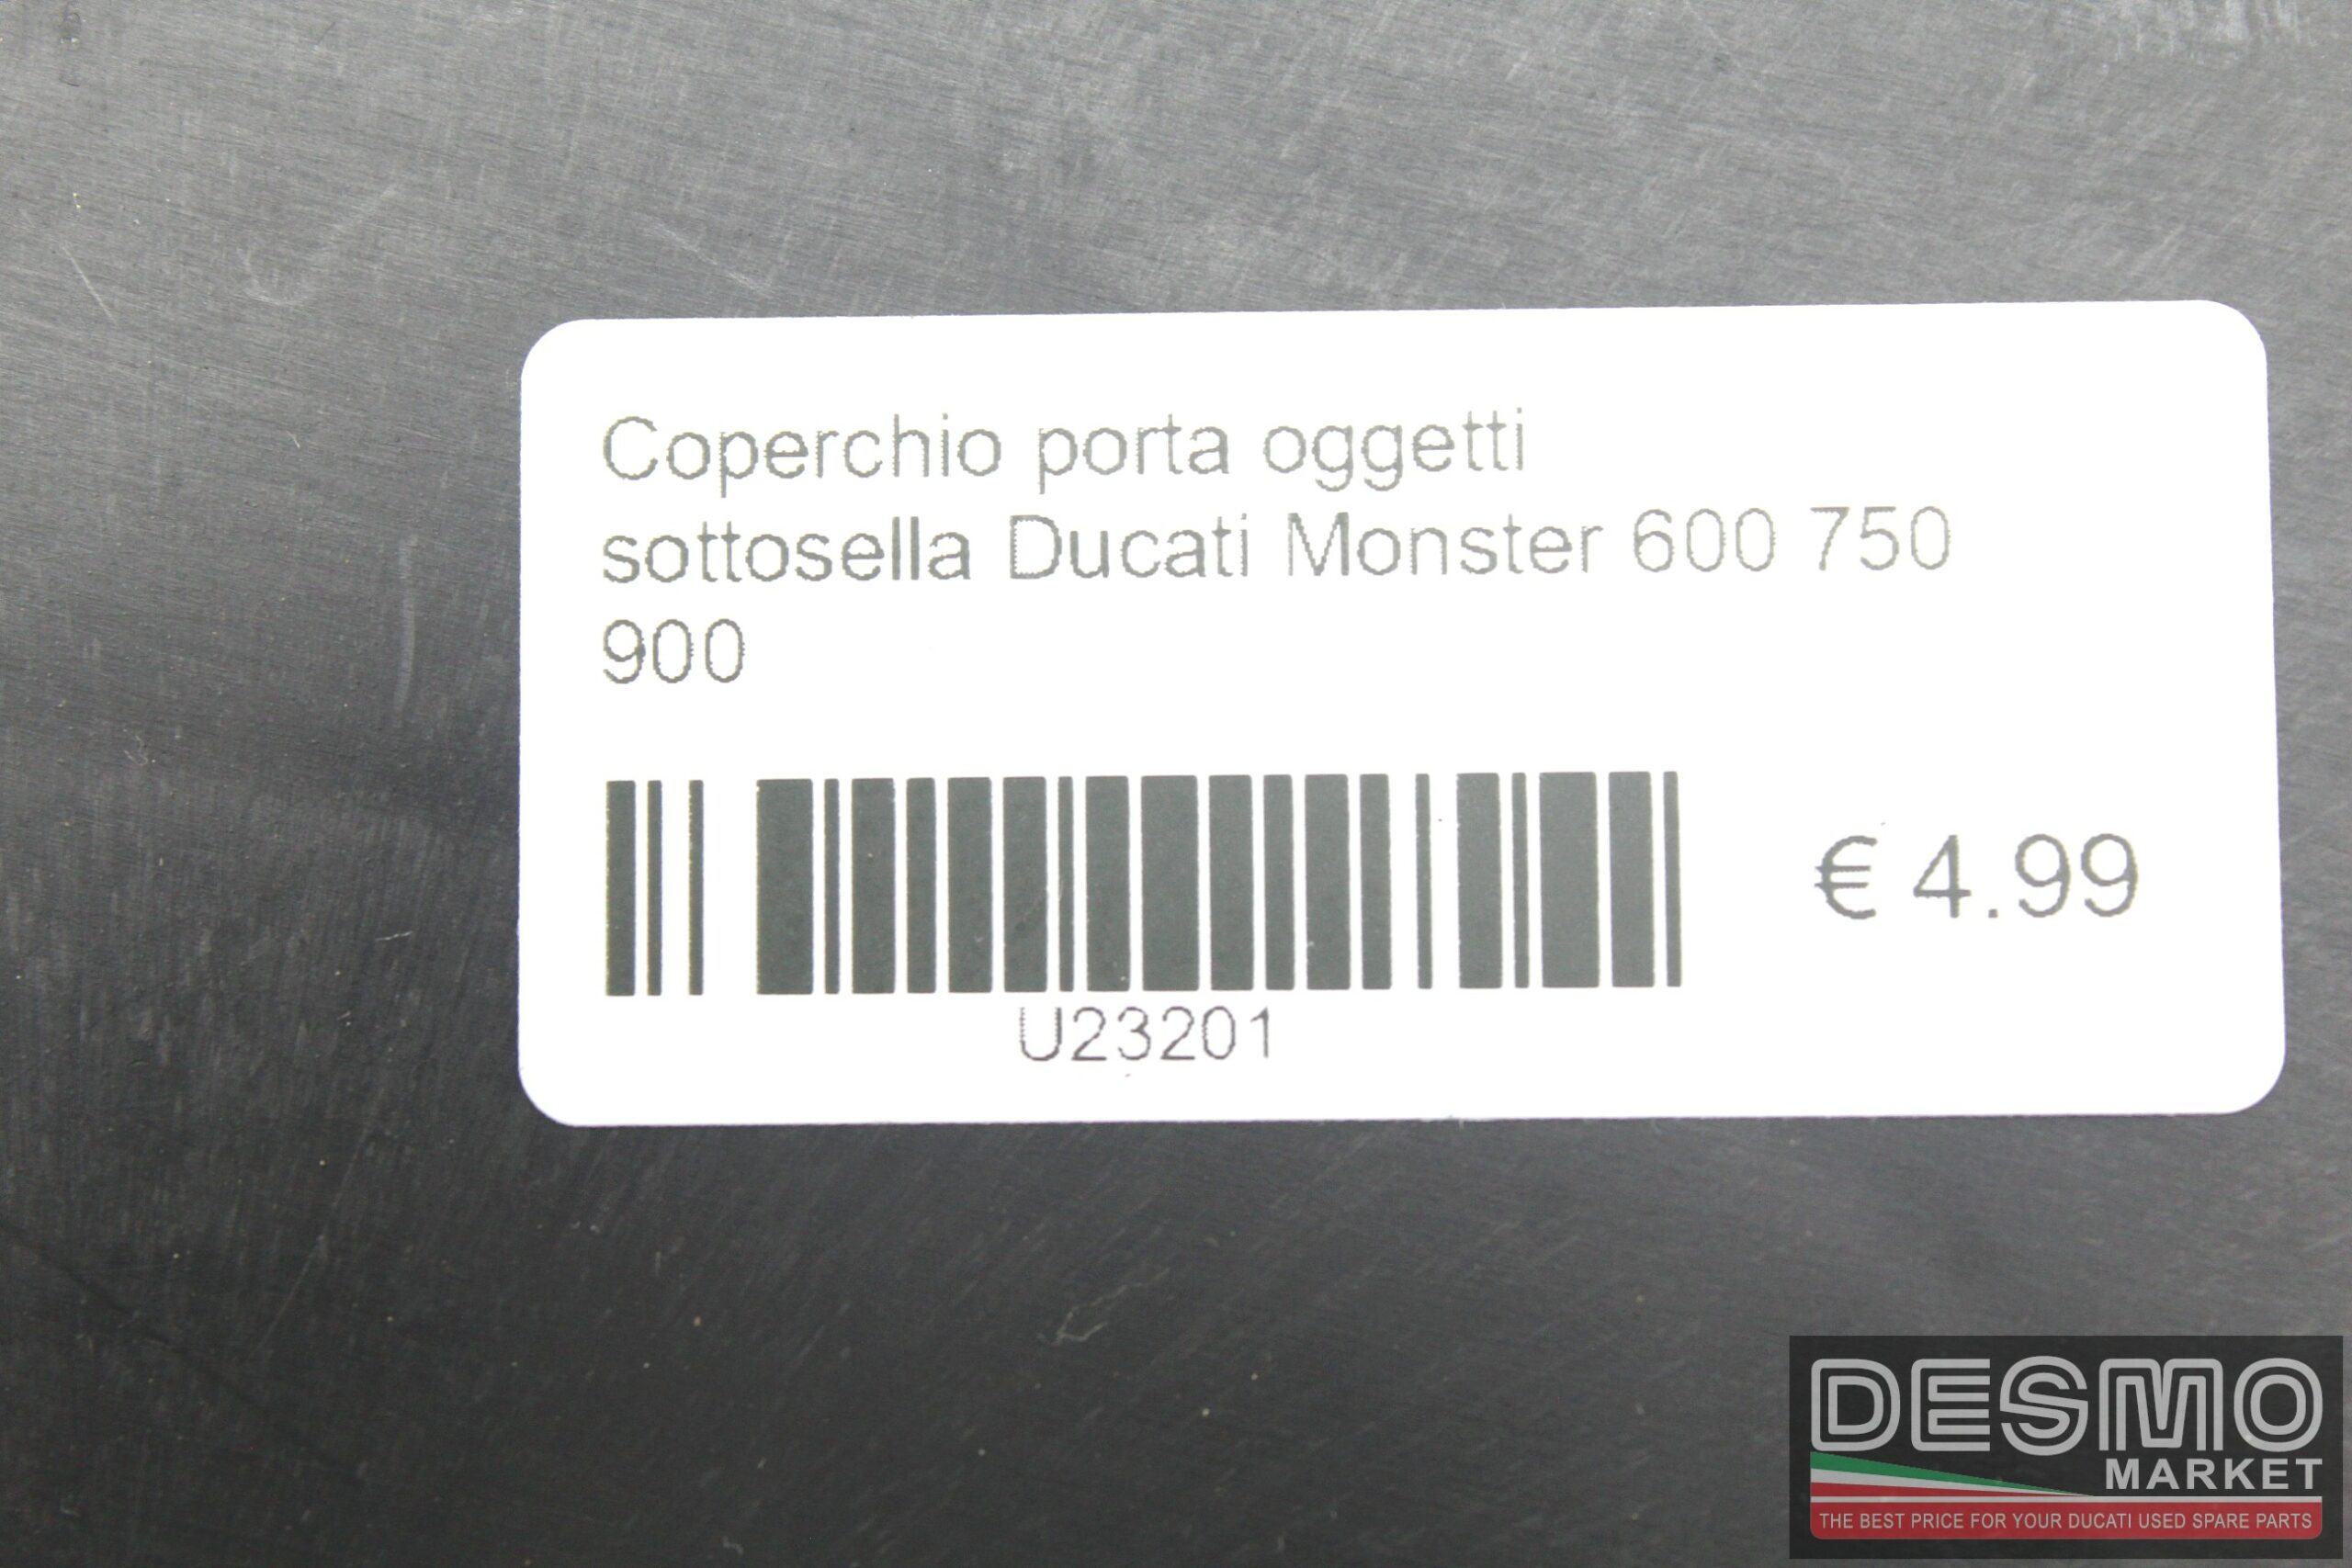 Coperchio porta oggetti
sottosella Ducati Monster 600 750
900
€ 4.99
U23201
DESMO
MARKET
THE BEST PRICE FOR YOUR DUCATI USED SPARE PARTS